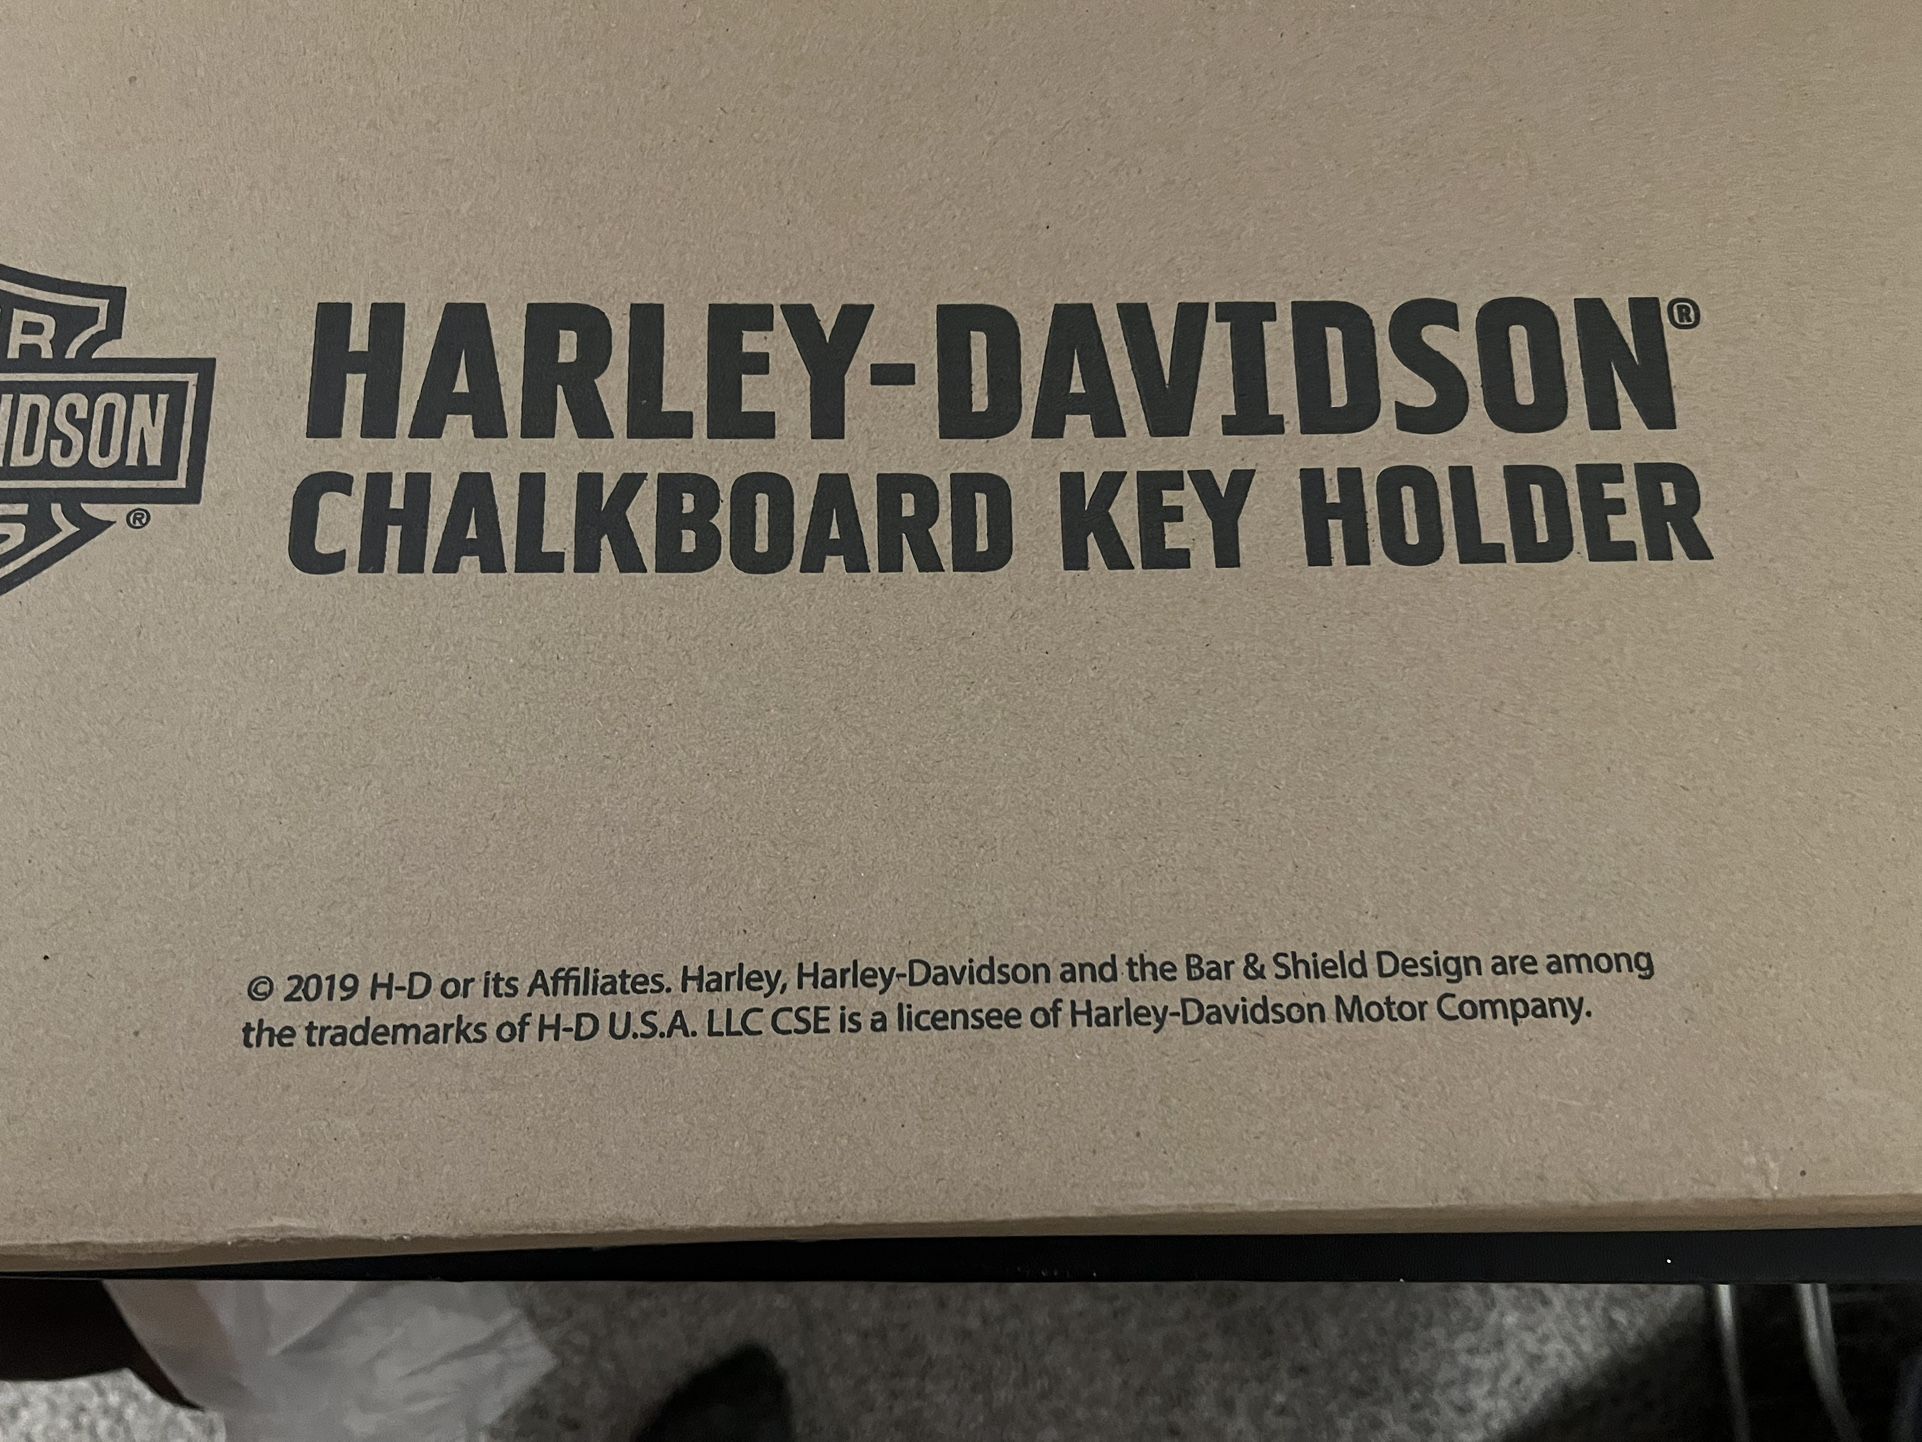 R
IDSON
®
HARLEY-DAVIDSON®
CHALKBOARD KEY HOLDER
© 2019 H-D or its Affiliates. Harley, Harley-Davidson and the Bar & Shield Design are among
the trademarks of H-D U.S.A. LLC CSE is a licensee of Harley-Davidson Motor Company.